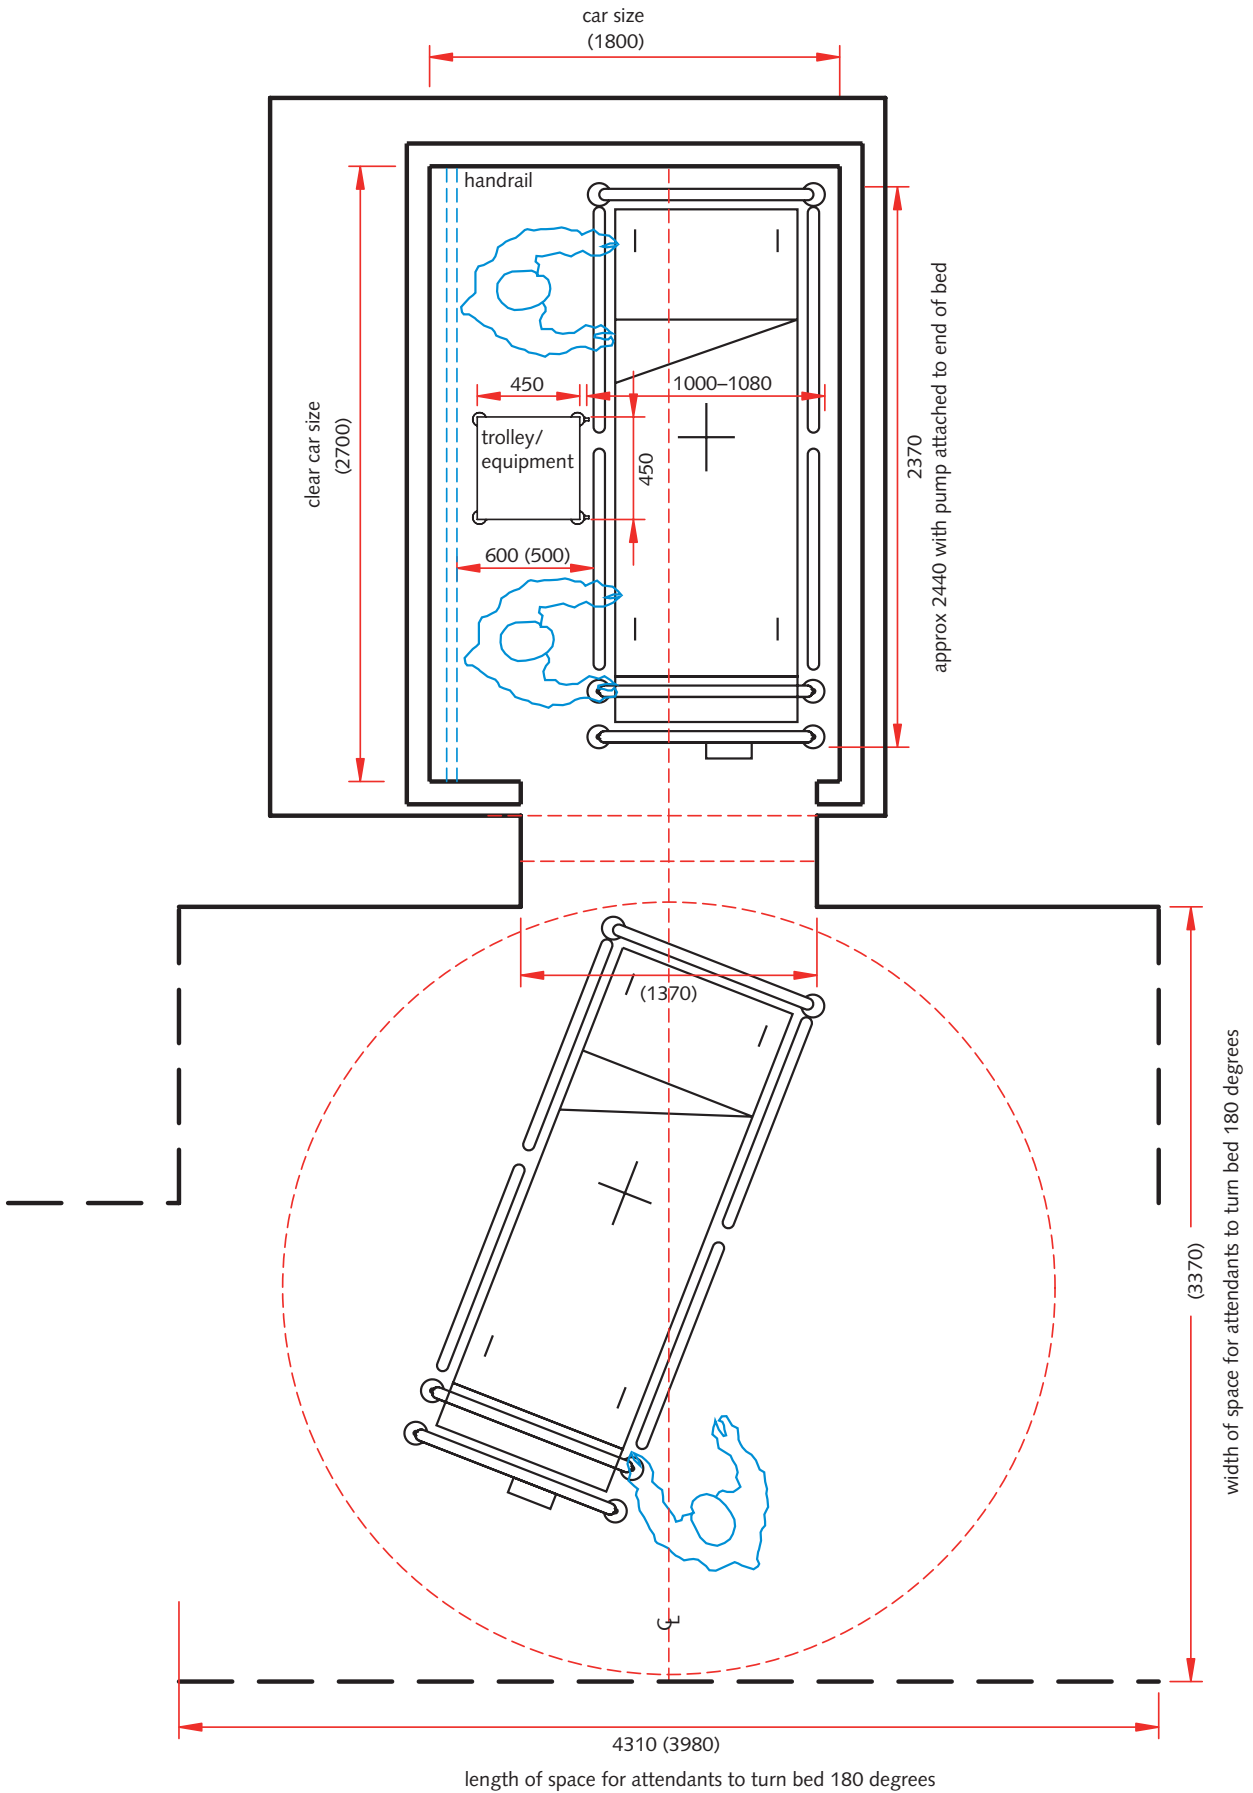 car size
(1800)
handrail
clear car size
(2700)
450
1000–1080
trolley/
equipment
450
600 (500)
2370
approx 2440 with pump attached to end of bed
(1370)
(3370)
width of space for attendants to turn bed 180 degrees
CL
4310 (3980)
length of space for attendants to turn bed 180 degrees